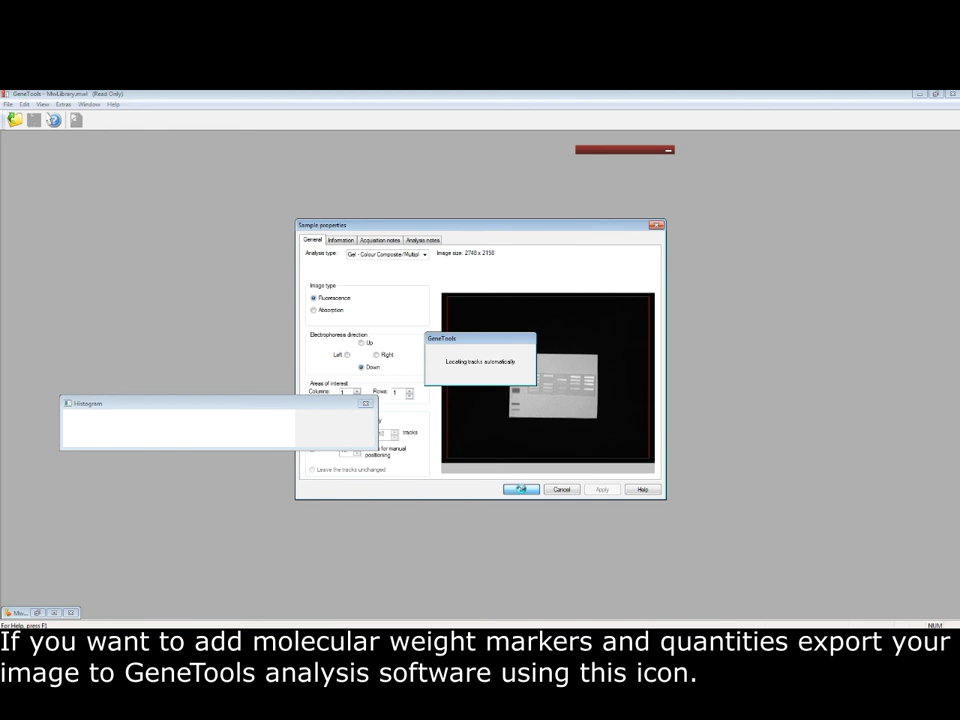 GeneTools - MwLibrary.mwl (Read Only)
File Edit View Extras Window Help
Sample properties
General Information Acquisition notes Analysis notes
Analysis type: Gel - Colour Composite/Multipl Image size: 2748 x 2150
Image type
Fluorescence
Absorption
Electrophoresis direction
Up
Left Right
Down
GeneTools
Locating tracks automatically.
Areas of interest
Columns: 1 Rows: 1
Histogram
tracks
for manual
positioning
Leave the tracks unchanged
Cancel Apply Help
Mw...
For Help, press F1 NUM
If you want to add molecular weight markers and quantities export your
image to GeneTools analysis software using this icon.